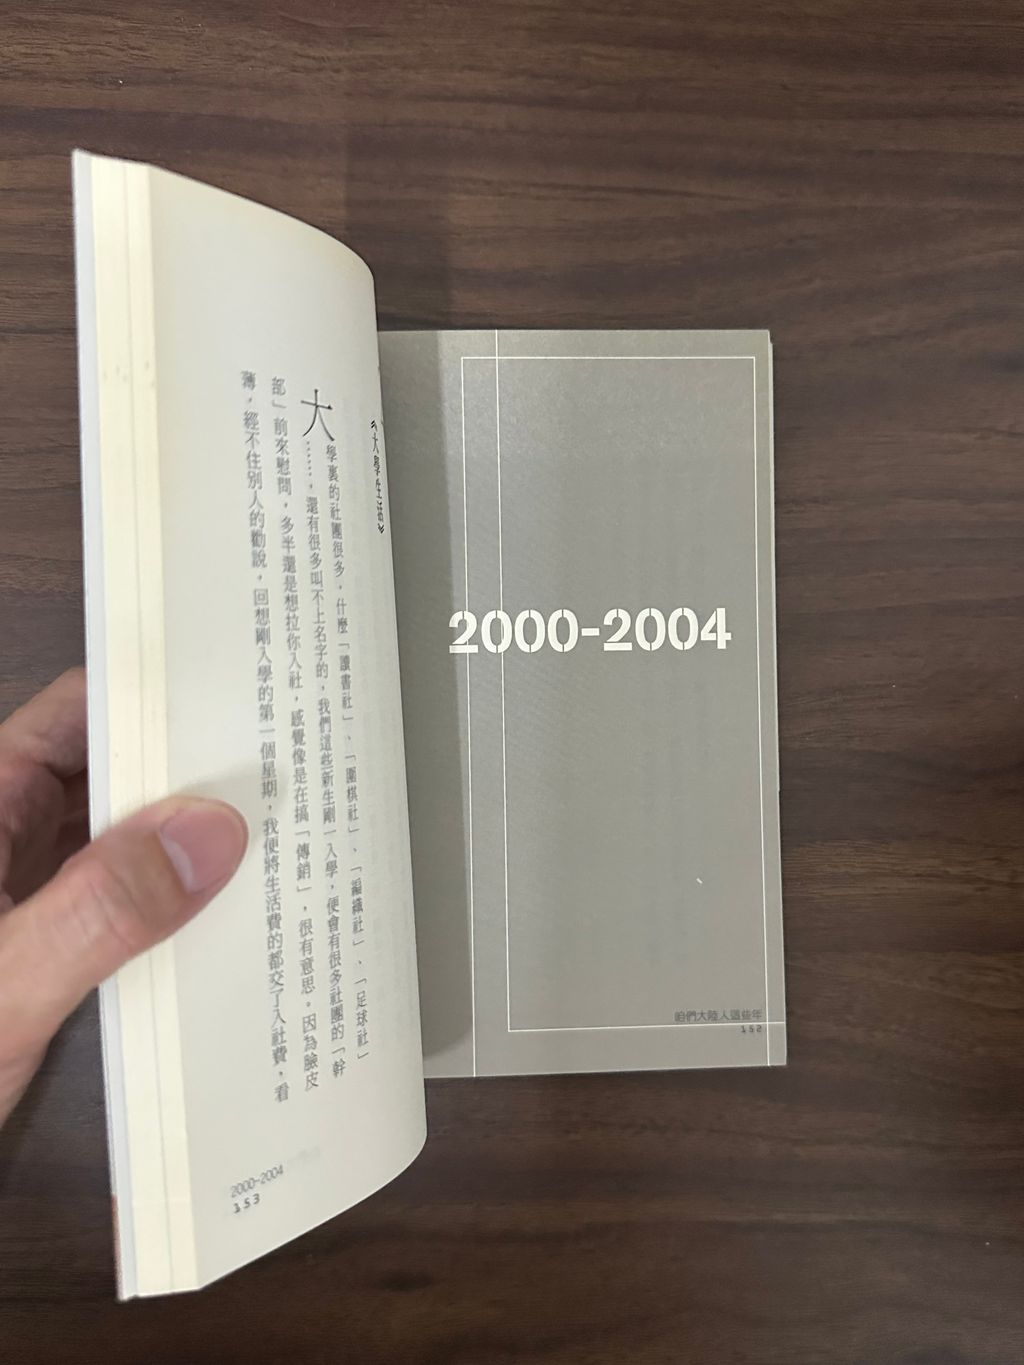 2000-2004
咱們大陸人這些年
152
《大學生活》
大學裏的社團很多，什麼「讀書社」、「圍棋社」、「編織社」、「足球社」
……，還有很多叫不上名字的，我們這些新生剛一入學，便會有很多社團的「幹
部」前來慰問，多半還是想拉你入社，感覺像是在搞「傳銷」，很有意思。因為臉皮
薄，經不住別人的勸說，回想剛入學的第一個星期，我便將生活費的都交了入社費，看
2000-2004
153